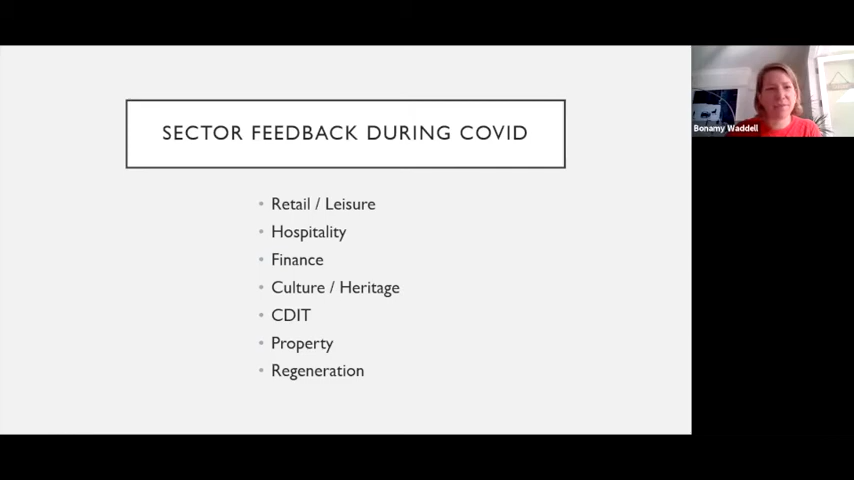 SECTOR FEEDBACK DURING COVID
• Retail / Leisure
• Hospitality
• Finance
• Culture / Heritage
• CDIT
• Property
• Regeneration
Bonamy Waddell